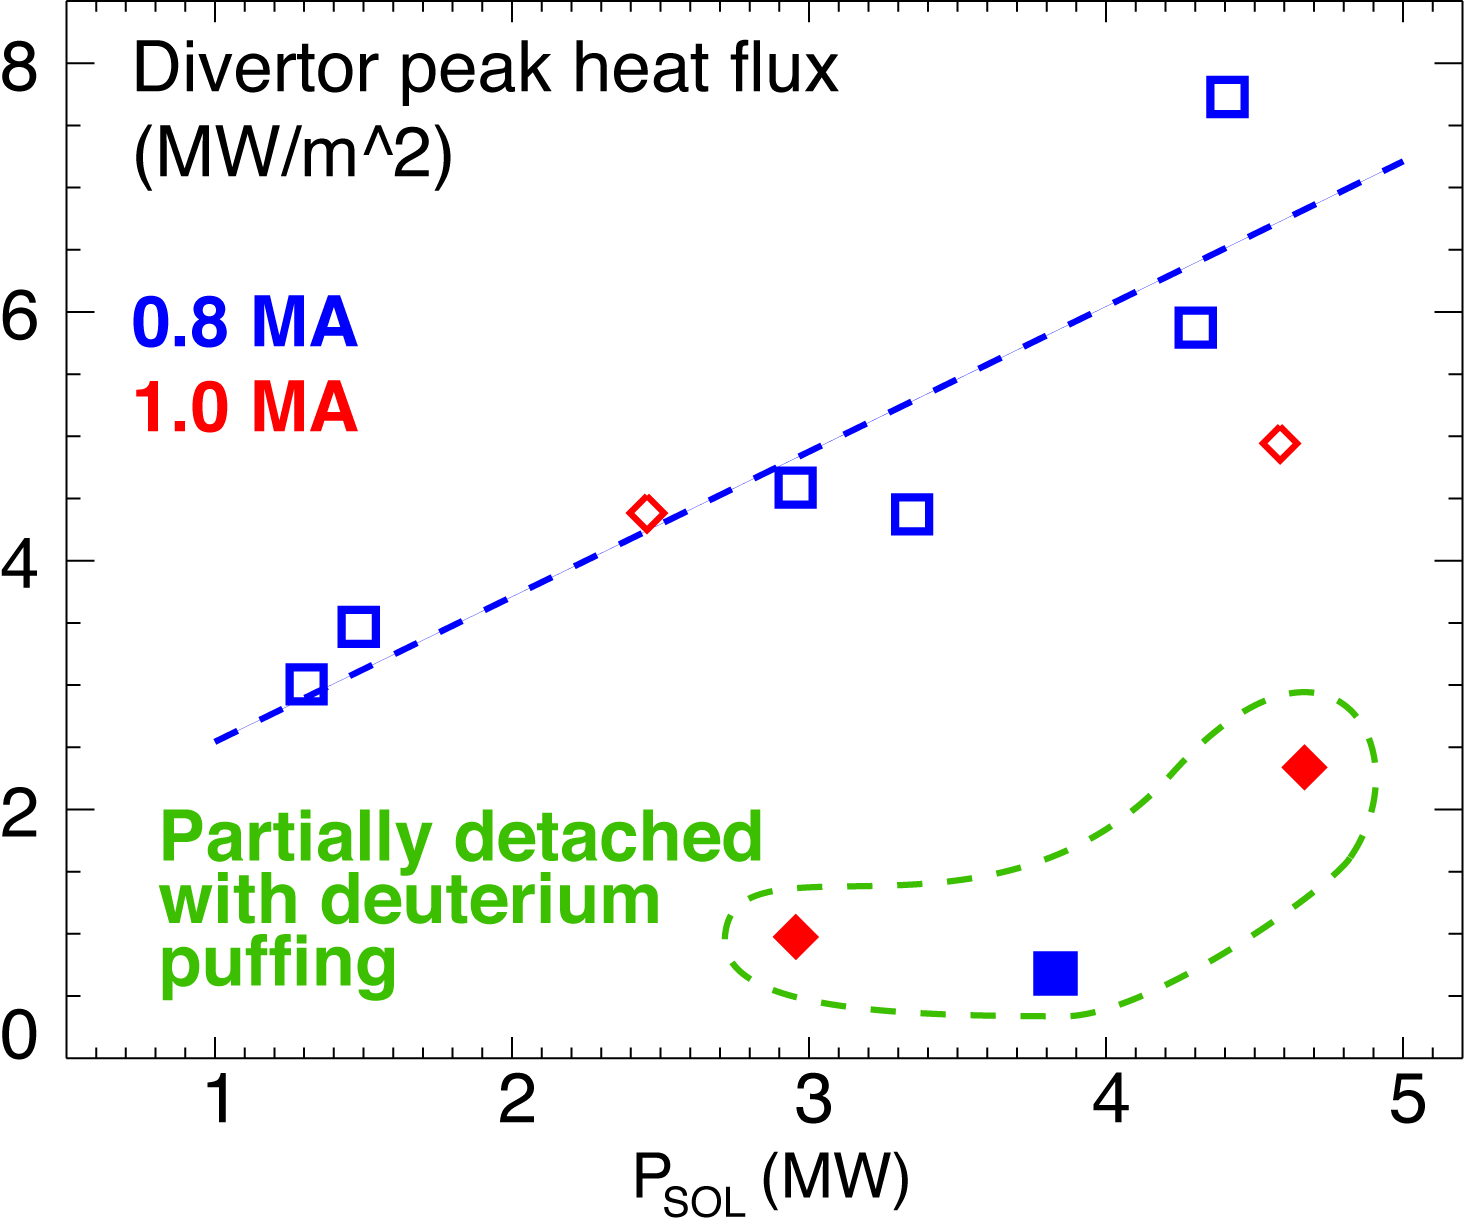 Divertor peak heat flux
(MW/m^2)
0.8 MA
1.0 MA
Partially detached
with deuterium
puffing
8
6
4
2
0
1 2 3 4 5
PSOL (MW)